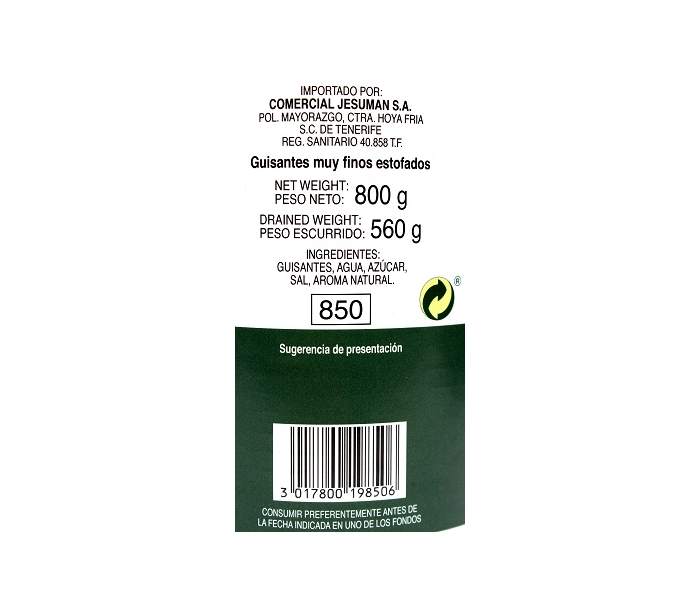 IMPORTADO POR:
COMERCIAL JESUMAN S.A.
POL. MAYORAZGO, CTRA. HOYA FRIA
S.C. DE TENERIFE
REG. SANITARIO 40.858 T.F.
Guisantes muy finos estofados
NET WEIGHT:
PESO NETO: 800 g
DRAINED WEIGHT:
PESO ESCURRIDO: 560 g
INGREDIENTES:
GUISANTES, AGUA, AZÚCAR,
SAL, AROMA NATURAL.
®
850
Sugerencia de presentación
3 017800 198506
CONSUMIR PREFERENTEMENTE ANTES DE
LA FECHA INDICADA EN UNO DE LOS FONDOS